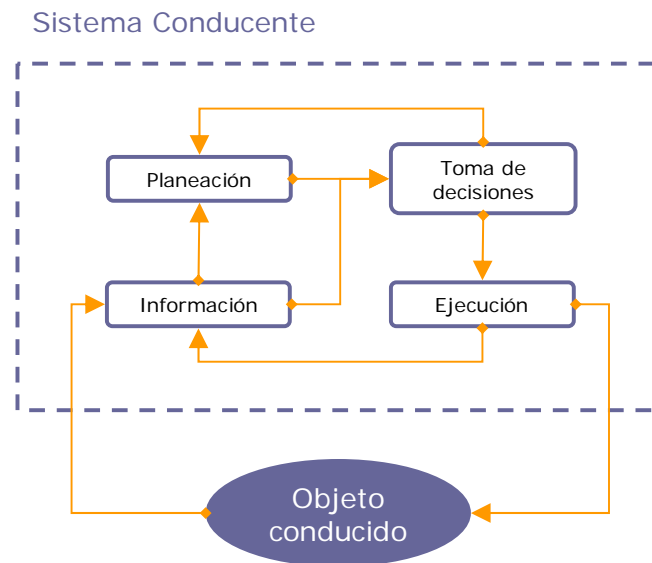 Sistema Conducente
Planeación
Toma de
decisiones
Información
Ejecución
Objeto
conducido